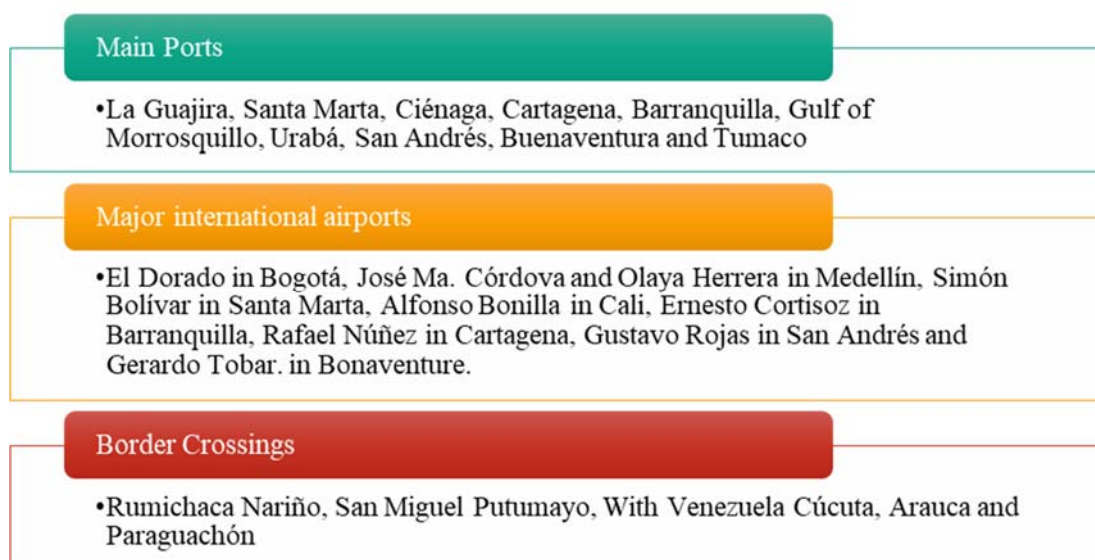 Main Ports
•La Guajira, Santa Marta, Ciénaga, Cartagena, Barranquilla, Gulf of
Morrosquillo, Urabá, San Andrés, Buenaventura and Tumaco
Major international airports
•El Dorado in Bogotá, José Ma. Córdova and Olaya Herrera in Medellín, Simón
Bolívar in Santa Marta, Alfonso Bonilla in Cali, Ernesto Cortisoz in
Barranquilla, Rafael Núñez in Cartagena, Gustavo Rojas in San Andrés and
Gerardo Tobar. in Bonaventure.
Border Crossings
•Rumichaca Nariño, San Miguel Putumayo, With Venezuela Cúcuta, Arauca and
Paraguachón